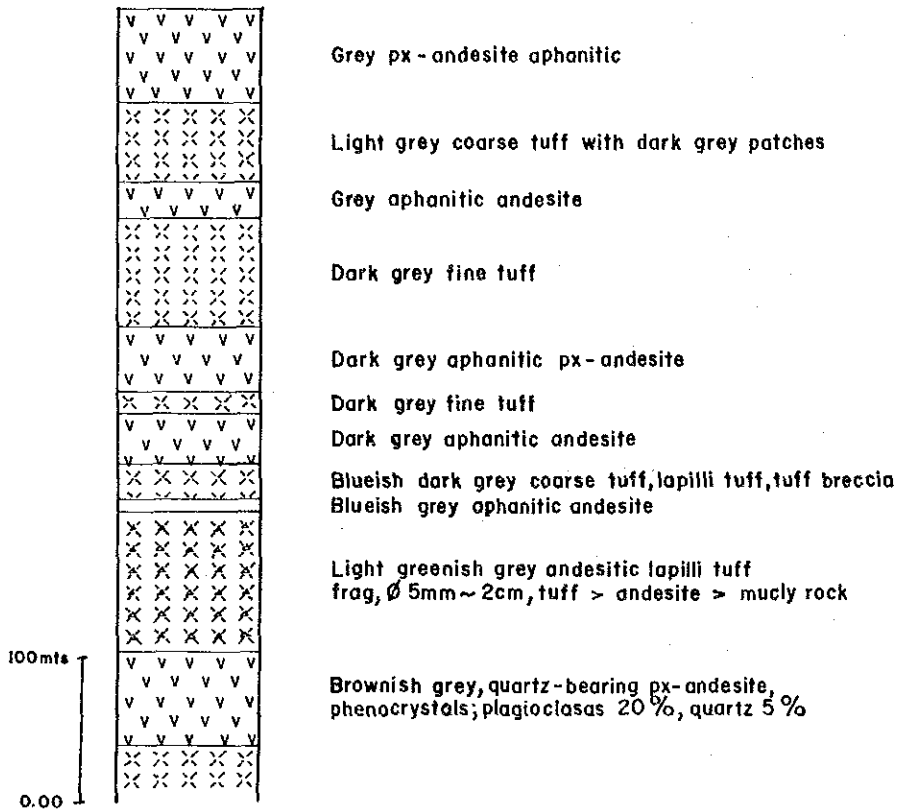 Grey px-andesite aphanitic
Light grey coarse tuff with dark grey patches
Grey aphanitic andesite
Dark grey fine tuff
Dark grey aphanitic px-andesite
Dark grey fine tuff
Dark grey aphanitic andesite
Blueish dark grey coarse tuff, lapilli tuff, tuff breccia
Blueish grey aphanitic andesite
Light greenish grey andesitic lapilli tuff
frag, Ø 5mm~2cm, tuff > andesite > mucly rock
100mts
Brownish grey, quartz-bearing px-andesite,
phenocrystals; plagioclasas 20%, quartz 5%
0.00